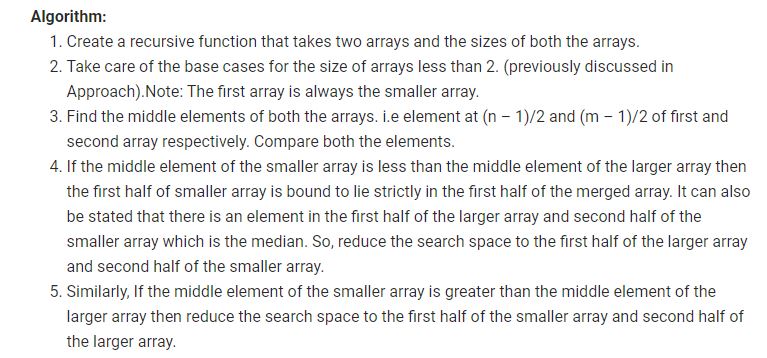 Algorithm:
1. Create a recursive function that takes two arrays and the sizes of both the arrays.
2. Take care of the base cases for the size of arrays less than 2. (previously discussed in
Approach).Note: The first array is always the smaller array.
3. Find the middle elements of both the arrays. i.e element at (n – 1)/2 and (m – 1)/2 of first and
second array respectively. Compare both the elements.
4. If the middle element of the smaller array is less than the middle element of the larger array then
the first half of smaller array is bound to lie strictly in the first half of the merged array. It can also
be stated that there is an element in the first half of the larger array and second half of the
smaller array which is the median. So, reduce the search space to the first half of the larger array
and second half of the smaller array.
5. Similarly, If the middle element of the smaller array is greater than the middle element of the
larger array then reduce the search space to the first half of the smaller array and second half of
the larger array.